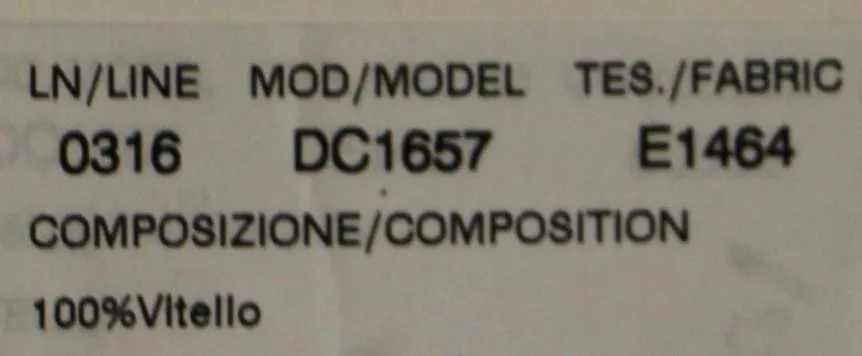 LN/LINE MOD/MODEL TES./FABRIC
0316 DC1657 E1464
COMPOSIZIONE/COMPOSITION
100%Vitello